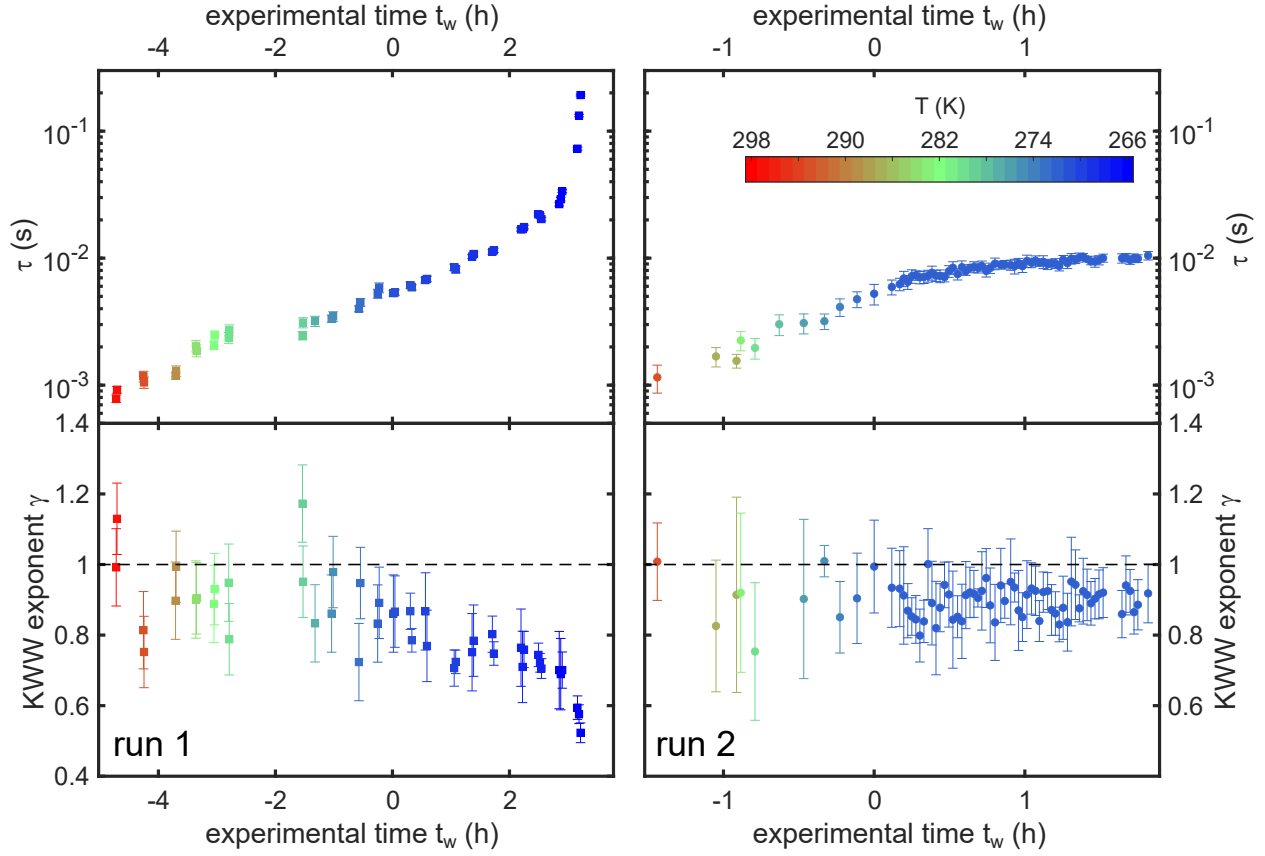 experimental time t_w (h)
experimental time t_w (h)
-4 -2 0 2
-1 0 1
T (K)
298 290 282 274 266
10^-1
10^-2
10^-3
τ (s)
10^-1
10^-2
10^-3
τ (s)
1.4
1.2
1
0.8
0.6
0.4
KWW exponent γ
1.4
1.2
1
0.8
0.6
0.4
KWW exponent γ
run 1
run 2
-4 -2 0 2
-1 0 1
experimental time t_w (h)
experimental time t_w (h)